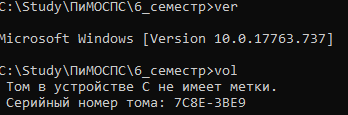 C:\Study\ПиМОСПС\6_семестр>ver
Microsoft Windows [Version 10.0.17763.737]
C:\Study\ПиМОСПС\6_семестр>vol
Том в устройстве C не имеет метки.
Серийный номер тома: 7C8E-3BE9